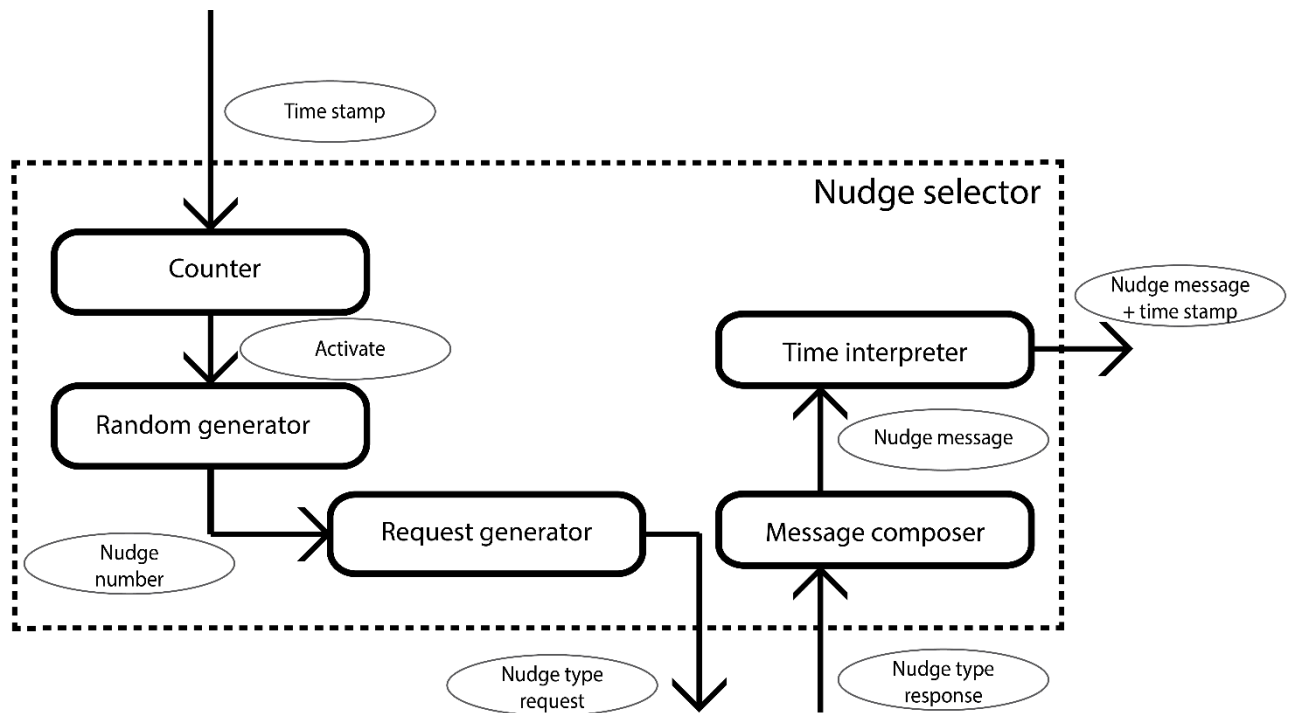 Time stamp
Nudge selector
Counter
Nudge message
+ time stamp
Activate
Time interpreter
Random generator
Nudge message
Request generator
Message composer
Nudge
number
Nudge type
request
Nudge type
response